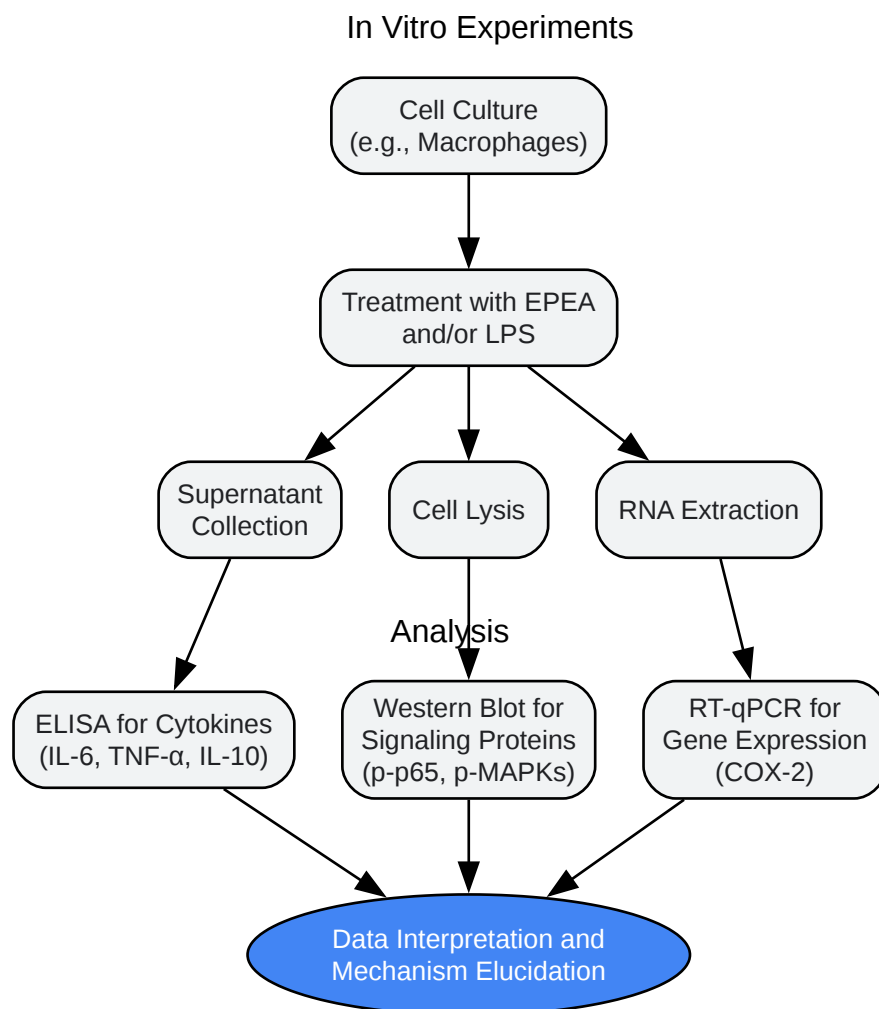 In Vitro Experiments
Cell Culture
(e.g., Macrophages)
Treatment with EPEA
and/or LPS
Supernatant
Collection
Cell Lysis
RNA Extraction
Analysis
ELISA for Cytokines
(IL-6, TNF-α, IL-10)
Western Blot for
Signaling Proteins
(p-p65, p-MAPKs)
RT-qPCR for
Gene Expression
(COX-2)
Data Interpretation and
Mechanism Elucidation